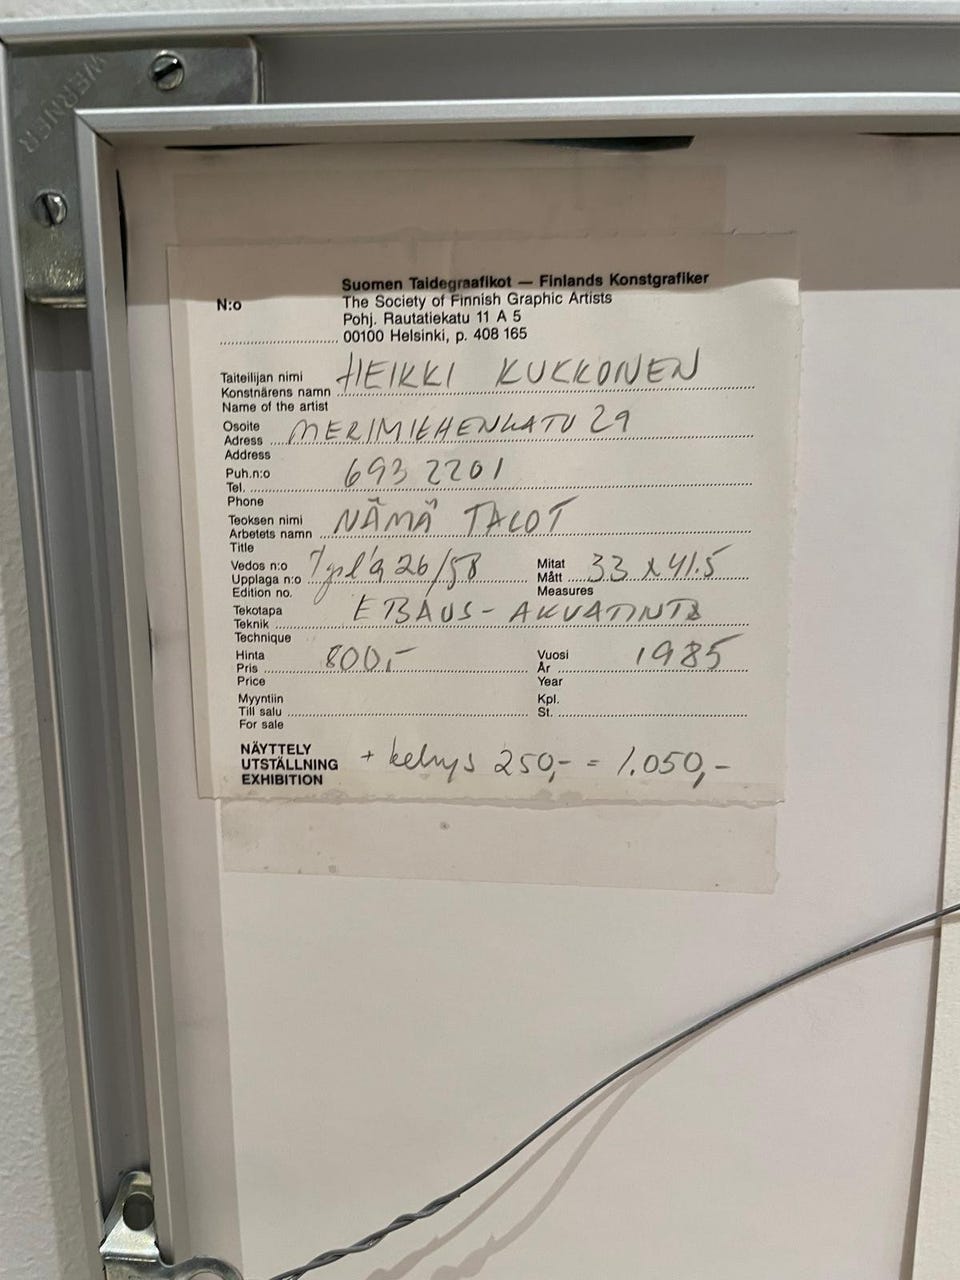 WERNER
Suomen Taidegraafikot — Finlands Konstgrafiker
N:o The Society of Finnish Graphic Artists
Pohj. Rautatiekatu 11 A 5
00100 Helsinki, p. 408 165
Taiteilijan nimi HEIKKI KUKKONEN
Konstnärens namn
Name of the artist
Osoite
Adress MERIMIEHENKATU 29
Address
Puh.n:o 693 2201
Tel.
Phone
Teoksen nimi NÄMÄ TALOT
Arbetets namn
Title
Vedos n:o 26/58 Mitat 33 x 41.5
Upplaga n:o Mått
Edition no. Measures
Tekotapa ETSAUS - AKVATINTA
Teknik
Technique
Hinta 800,- Vuosi 1985
Pris År
Price Year
Myyntiin Kpl.
Till salu St.
For sale
NÄYTTELY
UTSTÄLLNING + kehys 250,- = 1.050,-
EXHIBITION